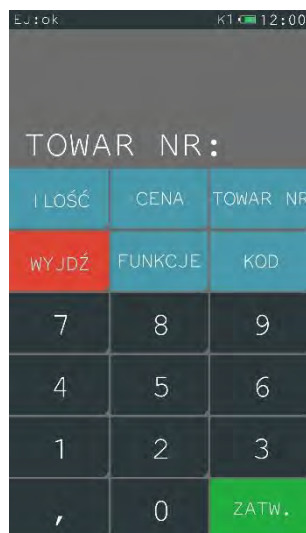 EJ:ok K1 12:00
TOWAR NR:
ILOŚĆ CENA TOWAR NR
WYJDŹ FUNKCJE KOD
7 8 9
4 5 6
1 2 3
, 0 ZATW.